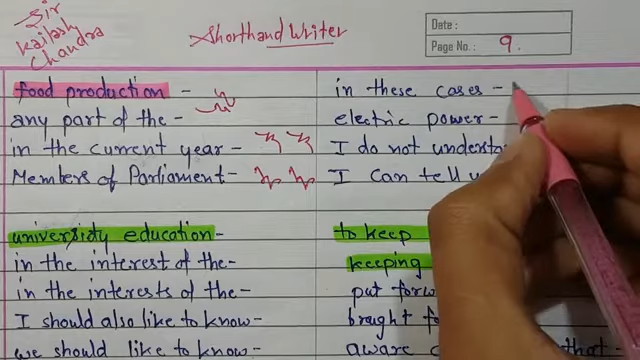 Sir
Kailash
Chandra
Shorthand Writer
Date:
Page No.: 9.
food production -
any part of the -
in the current year -
Members of Parliament -
university education -
in the interest of the -
in the interests of the -
I should also like to know -
we should like to know -
in these cases -
electric power -
I do not
I can tell
to keep
keeping
put
aware
that -